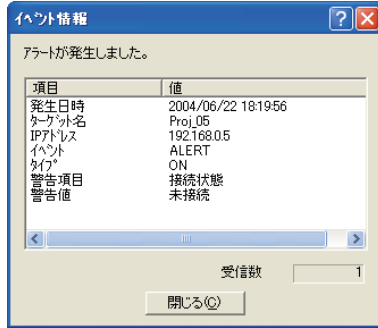 ｲﾍﾞﾝﾄ情報
ｱﾗｰﾄが発生しました。
項目 値
発生日時 2004/06/22 18:19:56
ﾀｰｹﾞｯﾄ名 Proj_05
IPｱﾄﾞﾚｽ 192.168.0.5
ｲﾍﾞﾝﾄ ALERT
ﾀｲﾌﾟ ON
警告項目 接続状態
警告値 未接続
受信数 1
閉じる(C)